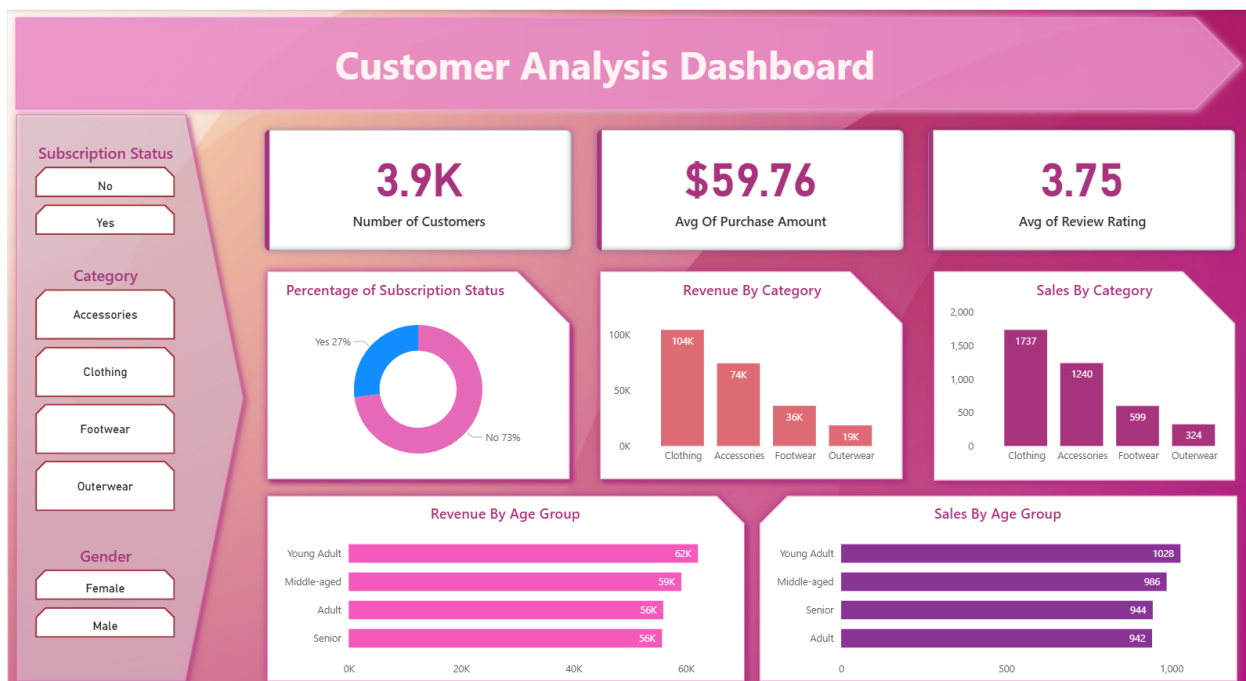 Customer Analysis Dashboard
Subscription Status
No
Yes
Category
Accessories
Clothing
Footwear
Outerwear
Gender
Female
Male
3.9K
Number of Customers
$59.76
Avg Of Purchase Amount
3.75
Avg of Review Rating
Percentage of Subscription Status
Yes 27%
No 73%
Revenue By Category
100K
50K
0K
104K
74K
36K
19K
Clothing Accessories Footwear Outerwear
Sales By Category
2,000
1,500
1,000
500
0
1737
1240
599
324
Clothing Accessories Footwear Outerwear
Revenue By Age Group
Young Adult 62K
Middle-aged 59K
Adult 56K
Senior 56K
0K 20K 40K 60K
Sales By Age Group
Young Adult 1028
Middle-aged 986
Senior 944
Adult 942
0 500 1,000